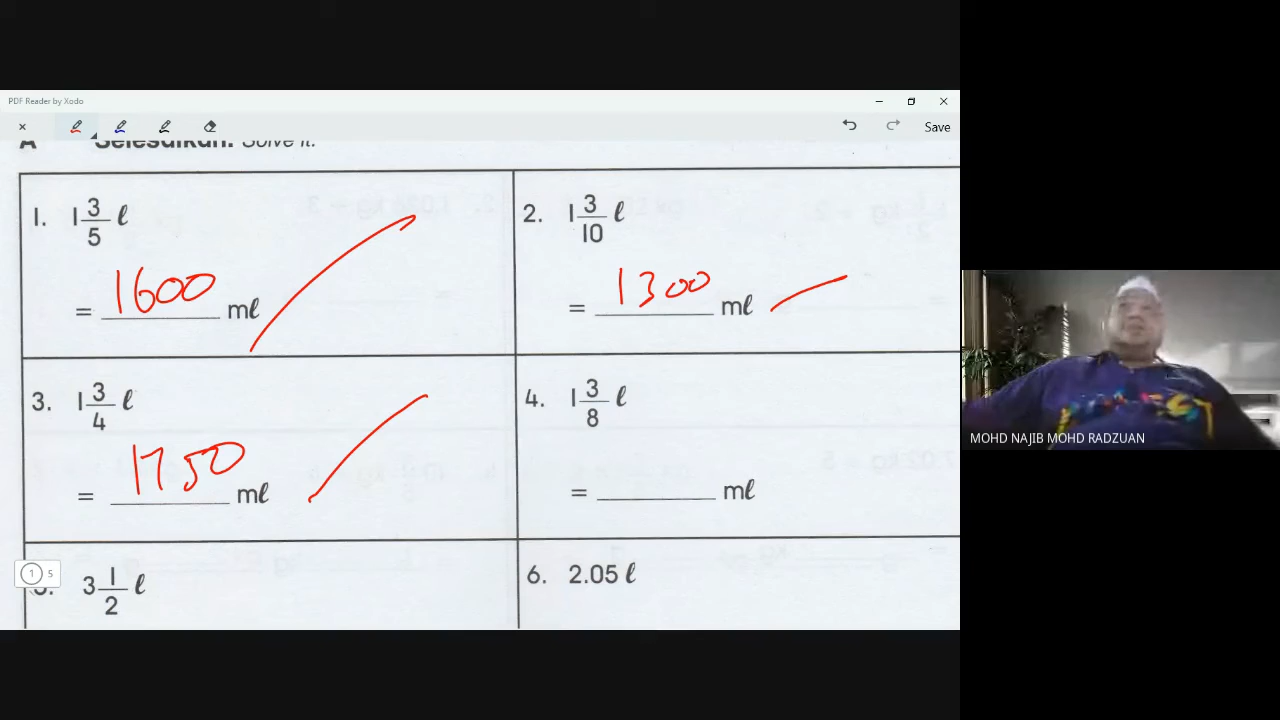 PDF Reader by Xodo
Save
A Selesaikan. Solve it.
1. 1 3/5 ℓ
= 1600 mℓ
2. 1 3/10 ℓ
= 1300 mℓ
3. 1 3/4 ℓ
= 1750 mℓ
4. 1 3/8 ℓ
= ______ mℓ
1 5
3 1/2 ℓ
6. 2.05 ℓ
MOHD NAJIB MOHD RADZUAN